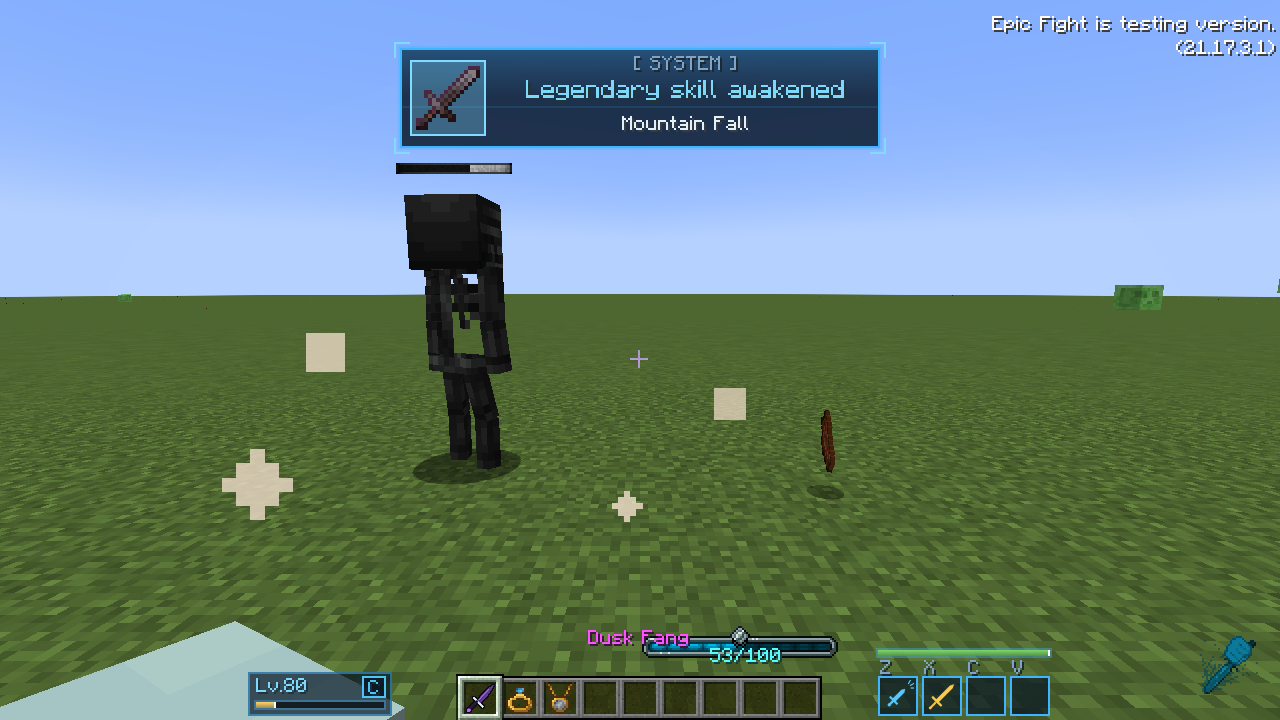 Epic Fight is testing version.
(21.17.3.1)
[ SYSTEM ]
Legendary skill awakened
Mountain Fall
Dusk Fang
53/100
Lv.80
C
Z X C V